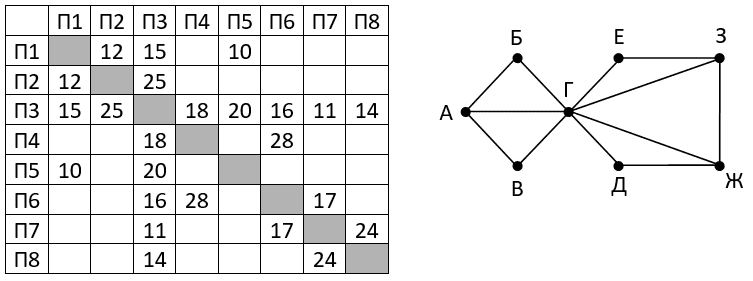 П1 П2 П3 П4 П5 П6 П7 П8
П1 12 15 10
П2 12 25
П3 15 25 18 20 16 11 14
П4 18 28
П5 10 20
П6 16 28 17
П7 11 17 24
П8 14 24
Б Е З
А Г
В Д Ж